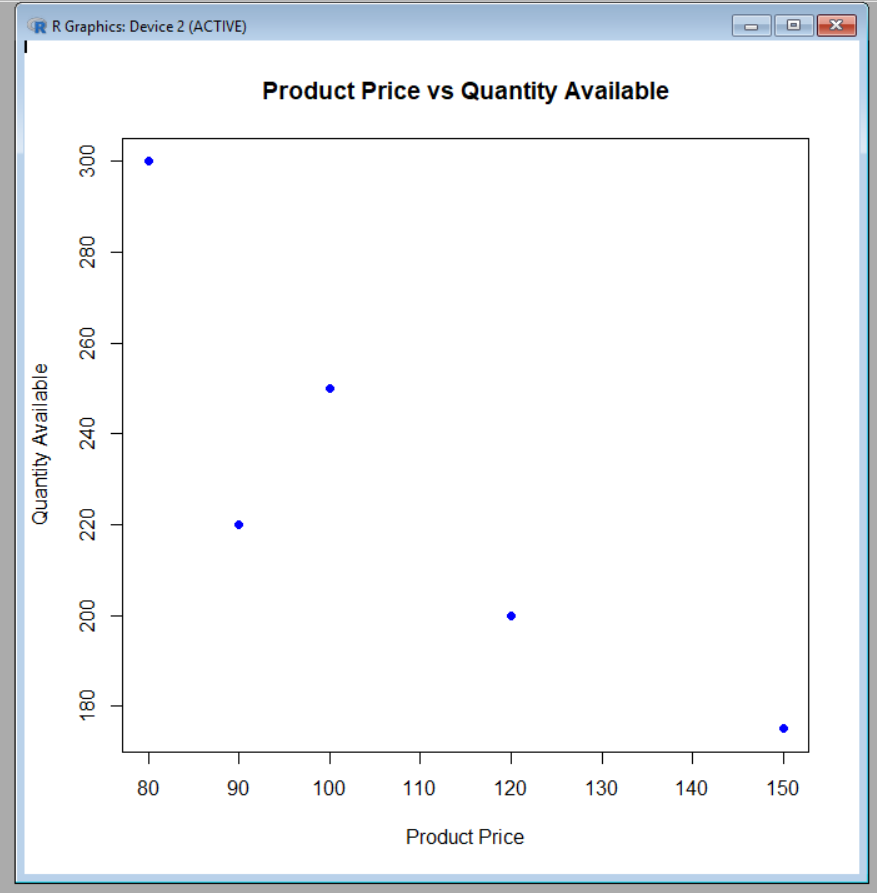 R Graphics: Device 2 (ACTIVE)
Product Price vs Quantity Available
300
280
260
240
220
200
180
Quantity Available
80 90 100 110 120 130 140 150
Product Price